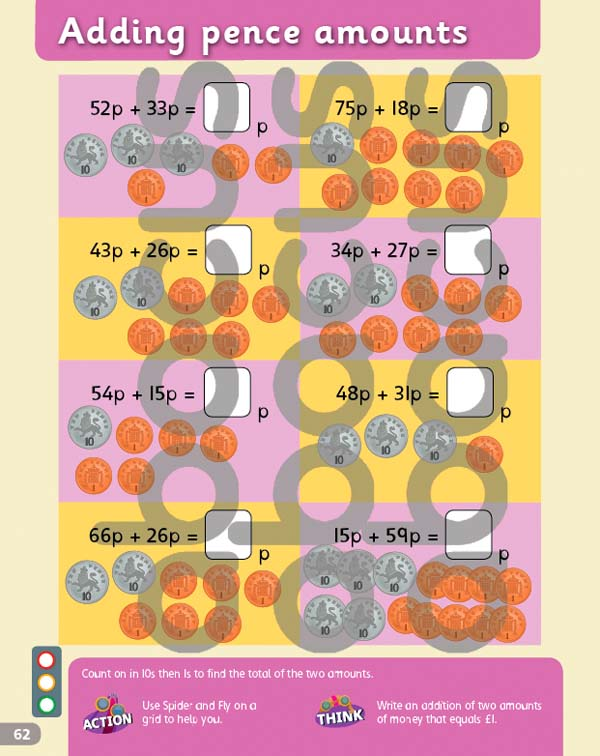 Adding pence amounts
52p + 33p = p
75p + 18p = p
43p + 26p = p
34p + 27p = p
54p + 15p = p
48p + 31p = p
66p + 26p = p
15p + 59p = p
Count on in 10s then 1s to find the total of the two amounts.
ACTION
Use Spider and Fly on a
grid to help you.
THINK
Write an addition of two amounts
of money that equals £1.
62